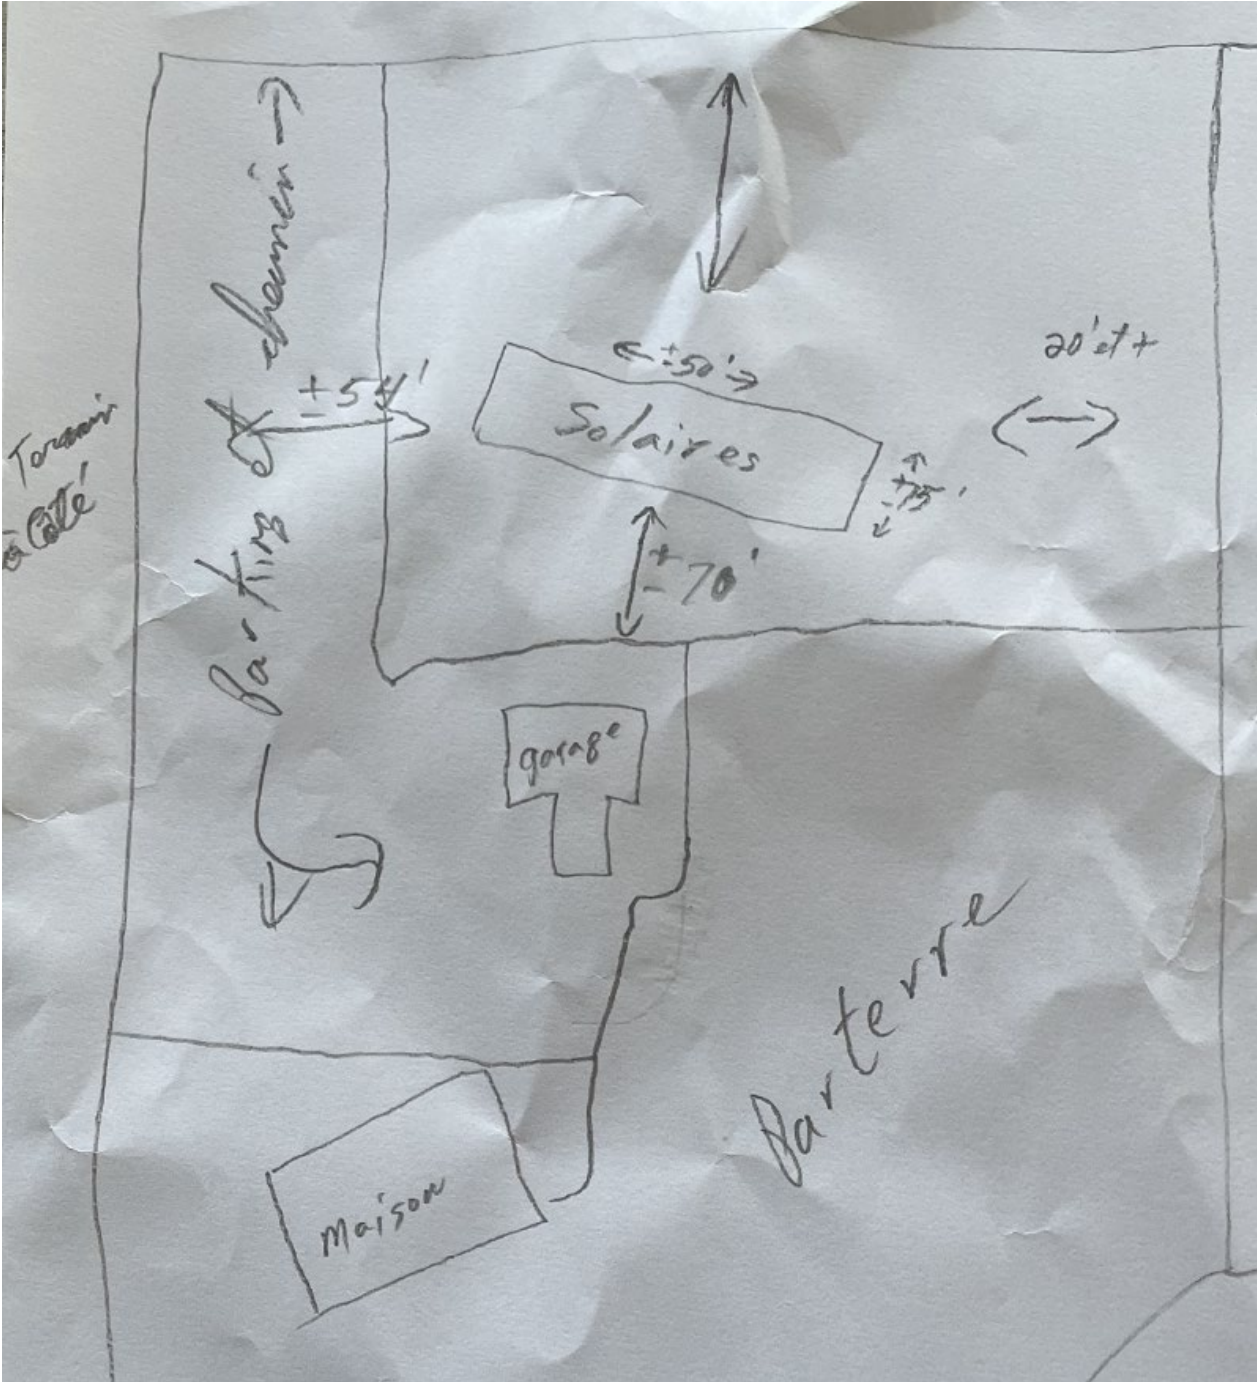 20' et +
± 50'
± 54'
Solaires
± 15'
Parking et chemin
Terrain
à Côté
± 70'
garage
Parterre
Maison